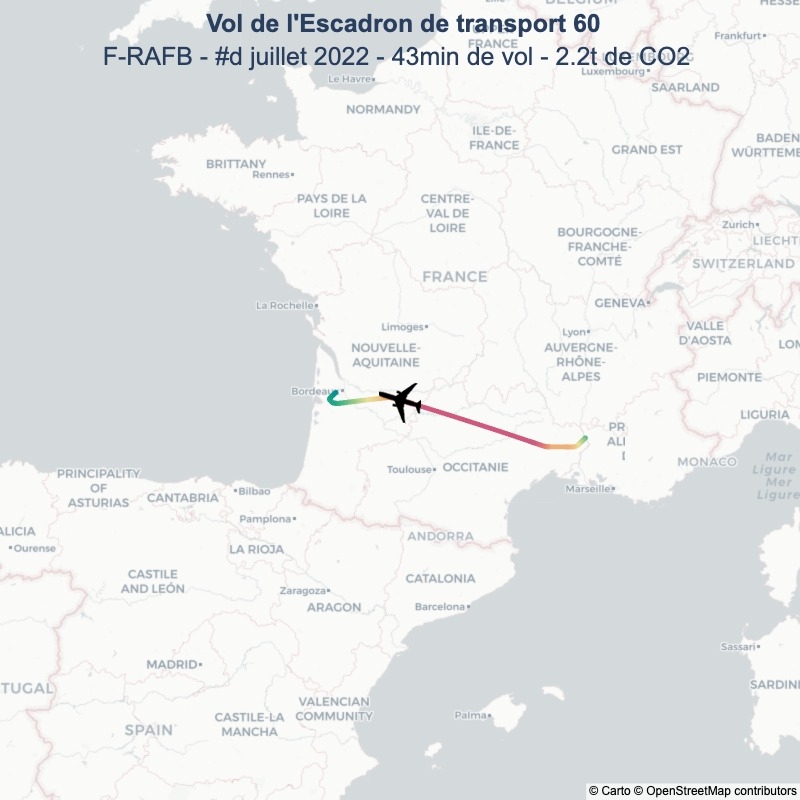 Vol de l'Escadron de transport 60
F-RAFB - #d juillet 2022 - 43min de vol - 2.2t de CO2
BELGIUM
FRANCE
Frankfurt
Luxembourg
SAARLAND
Le Havre
NORMANDY
ILE-DE-
FRANCE
GRAND EST
BADEN
WÜRTTEME
BRITTANY
Rennes
PAYS DE LA
LOIRE
CENTRE-
VAL DE
LOIRE
BOURGOGNE-
FRANCHE-
COMTÉ
Zurich
LIECHT
SWITZERLAND
FRANCE
GENEVA
La Rochelle
Limoges
Lyon
VALLE
D'AOSTA
LOM
NOUVELLE-
AQUITAINE
AUVERGNE-
RHÔNE-
ALPES
PIEMONTE
Bordeau
LIGURIA
PR
AL
Toulouse
OCCITANIE
MONACO
Mar
Ligure
Mer
Ligure
Marseille
PRINCIPALITY
OF
ASTURIAS
CANTABRIA
Bilbao
Pamplona
ALICIA
Ourense
LA RIOJA
ANDORRA
CASTILE
AND LEÓN
Zaragoza
ARAGON
CATALONIA
Barcelona
MADRID
Sassari
TUGAL
SARDINI
VALENCIAN
COMMUNITY
Palma
SPAIN
CASTILE-LA
MANCHA
© Carto © OpenStreetMap contributors